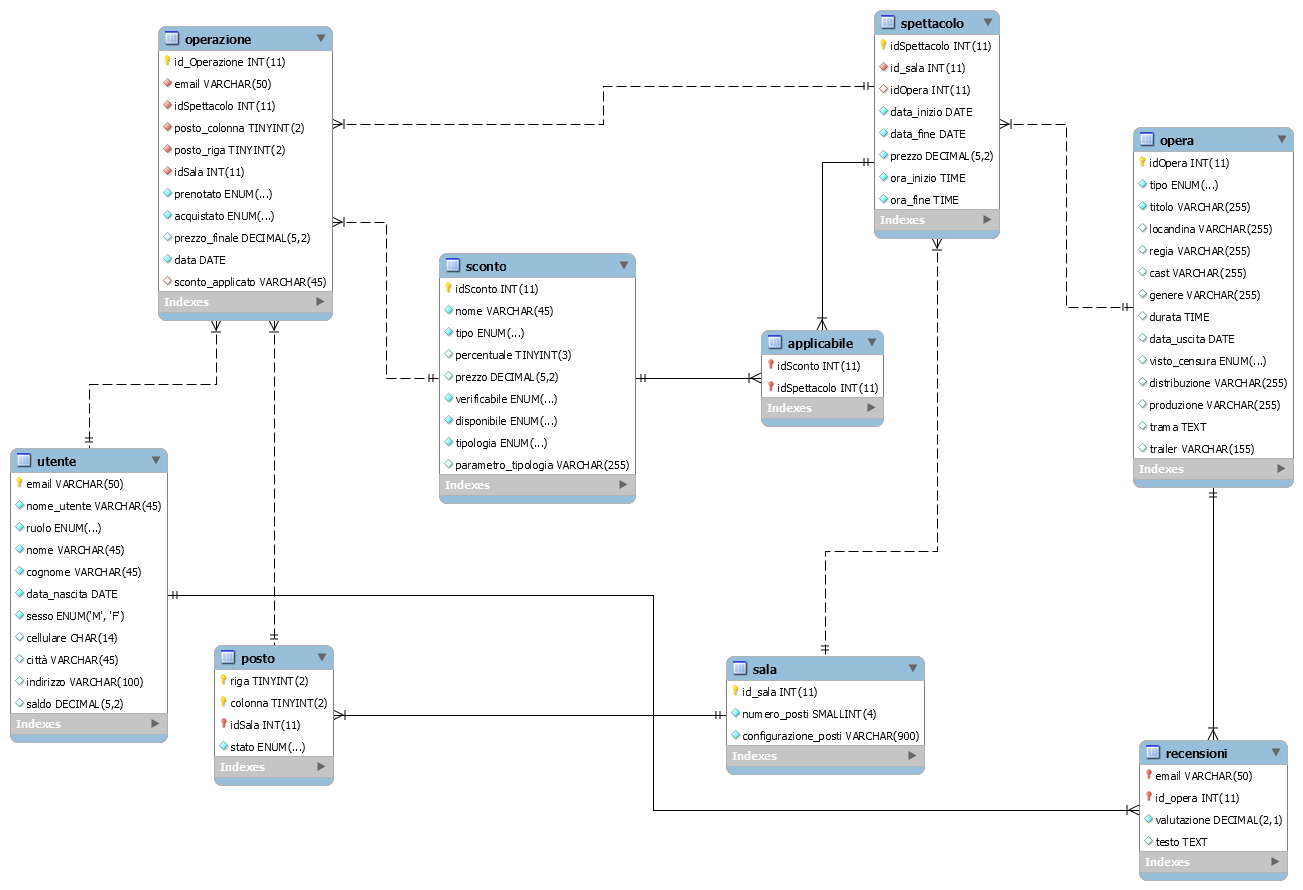 operazione
id_Operazione INT(11)
email VARCHAR(50)
idSpettacolo INT(11)
posto_colonna TINYINT(2)
posto_riga TINYINT(2)
idSala INT(11)
prenotato ENUM(...)
acquistato ENUM(...)
prezzo_finale DECIMAL(5,2)
data DATE
sconto_applicato VARCHAR(45)
Indexes
spettacolo
idSpettacolo INT(11)
id_sala INT(11)
idOpera INT(11)
data_inizio DATE
data_fine DATE
prezzo DECIMAL(5,2)
ora_inizio TIME
ora_fine TIME
Indexes
opera
idOpera INT(11)
tipo ENUM(...)
titolo VARCHAR(255)
locandina VARCHAR(255)
regia VARCHAR(255)
cast VARCHAR(255)
genere VARCHAR(255)
durata TIME
data_uscita DATE
visto_censura ENUM(...)
distribuzione VARCHAR(255)
produzione VARCHAR(255)
trama TEXT
trailer VARCHAR(155)
Indexes
sconto
idSconto INT(11)
nome VARCHAR(45)
tipo ENUM(...)
percentuale TINYINT(3)
prezzo DECIMAL(5,2)
verificabile ENUM(...)
disponibile ENUM(...)
tipologia ENUM(...)
parametro_tipologia VARCHAR(255)
Indexes
applicabile
idSconto INT(11)
idSpettacolo INT(11)
Indexes
utente
email VARCHAR(50)
nome_utente VARCHAR(45)
ruolo ENUM(...)
nome VARCHAR(45)
cognome VARCHAR(45)
data_nascita DATE
sesso ENUM('M', 'F')
cellulare CHAR(14)
città VARCHAR(45)
indirizzo VARCHAR(100)
saldo DECIMAL(5,2)
Indexes
posto
riga TINYINT(2)
colonna TINYINT(2)
idSala INT(11)
stato ENUM(...)
Indexes
sala
id_sala INT(11)
numero_posti SMALLINT(4)
configurazione_posti VARCHAR(900)
Indexes
recensioni
email VARCHAR(50)
id_opera INT(11)
valutazione DECIMAL(2,1)
testo TEXT
Indexes